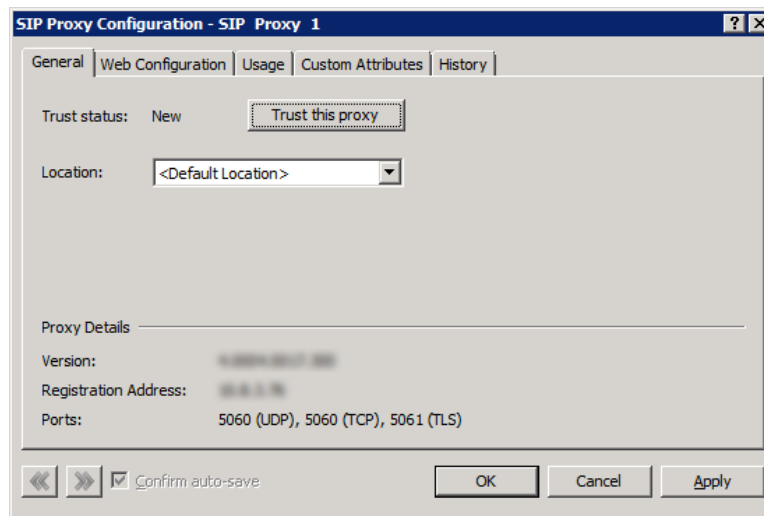 SIP Proxy Configuration - SIP Proxy 1
General Web Configuration Usage Custom Attributes History
Trust status: New Trust this proxy
Location: <Default Location>
Proxy Details
Version:
Registration Address:
Ports: 5060 (UDP), 5060 (TCP), 5061 (TLS)
Confirm auto-save OK Cancel Apply